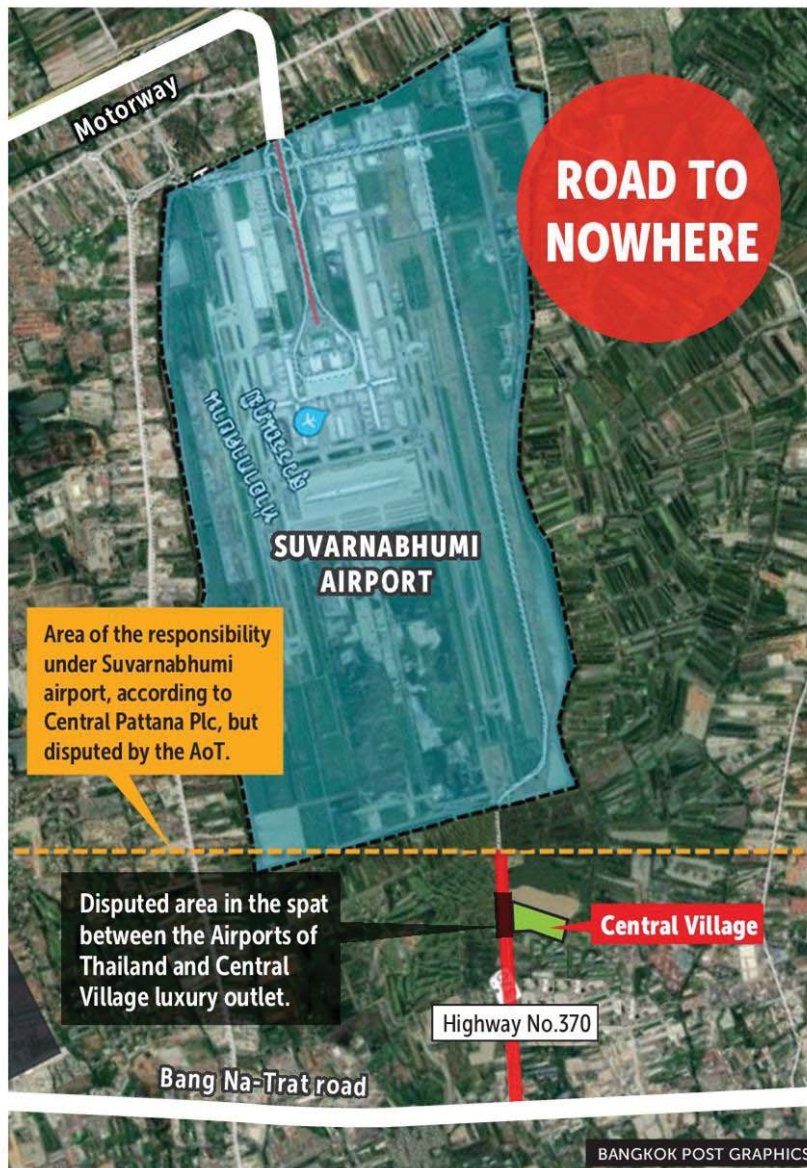 Motorway
ROAD TO
NOWHERE
SUVARNABHUMI
AIRPORT
Area of the responsibility
under Suvarnabhumi
airport, according to
Central Pattana Plc, but
disputed by the AoT.
Disputed area in the spat
between the Airports of
Thailand and Central
Village luxury outlet.
Central Village
Highway No.370
Bang Na-Trat road
BANGKOK POST GRAPHICS